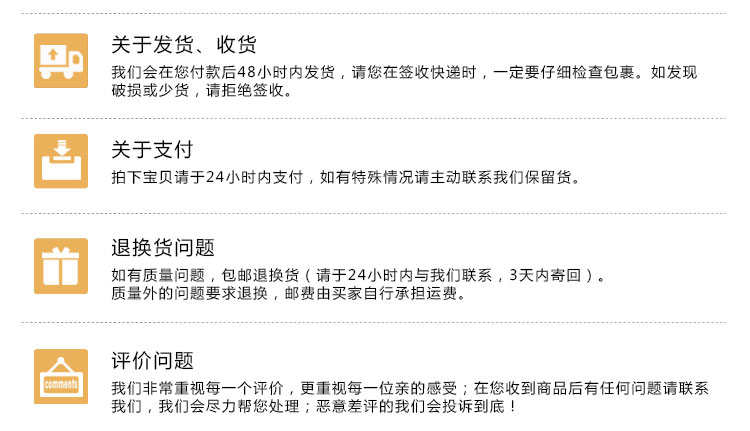 关于发货、收货
我们会在您付款后48小时内发货，请您在签收快递时，一定要仔细检查包裹。如发现
破损或少货，请拒绝签收。
关于支付
拍下宝贝请于24小时内支付，如有特殊情况请主动联系我们保留货。
退换货问题
如有质量问题，包邮退换货（请于24小时内与我们联系，3天内寄回）。
质量外的问题要求退换，邮费由买家自行承担运费。
comments
评价问题
我们非常重视每一个评价，更重视每一位亲的感受；在您收到商品后有任何问题请联系
我们，我们会尽力帮您处理；恶意差评的我们会投诉到底！